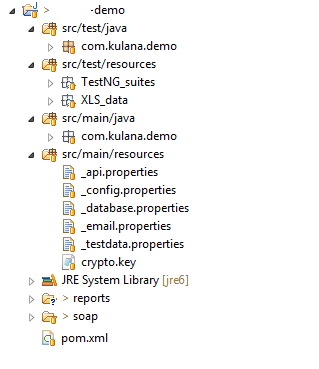 > -demo
src/test/java
com.kulana.demo
src/test/resources
TestNG_suites
XLS_data
src/main/java
com.kulana.demo
src/main/resources
_api.properties
_config.properties
_database.properties
_email.properties
_testdata.properties
crypto.key
JRE System Library [jre6]
> reports
> soap
pom.xml